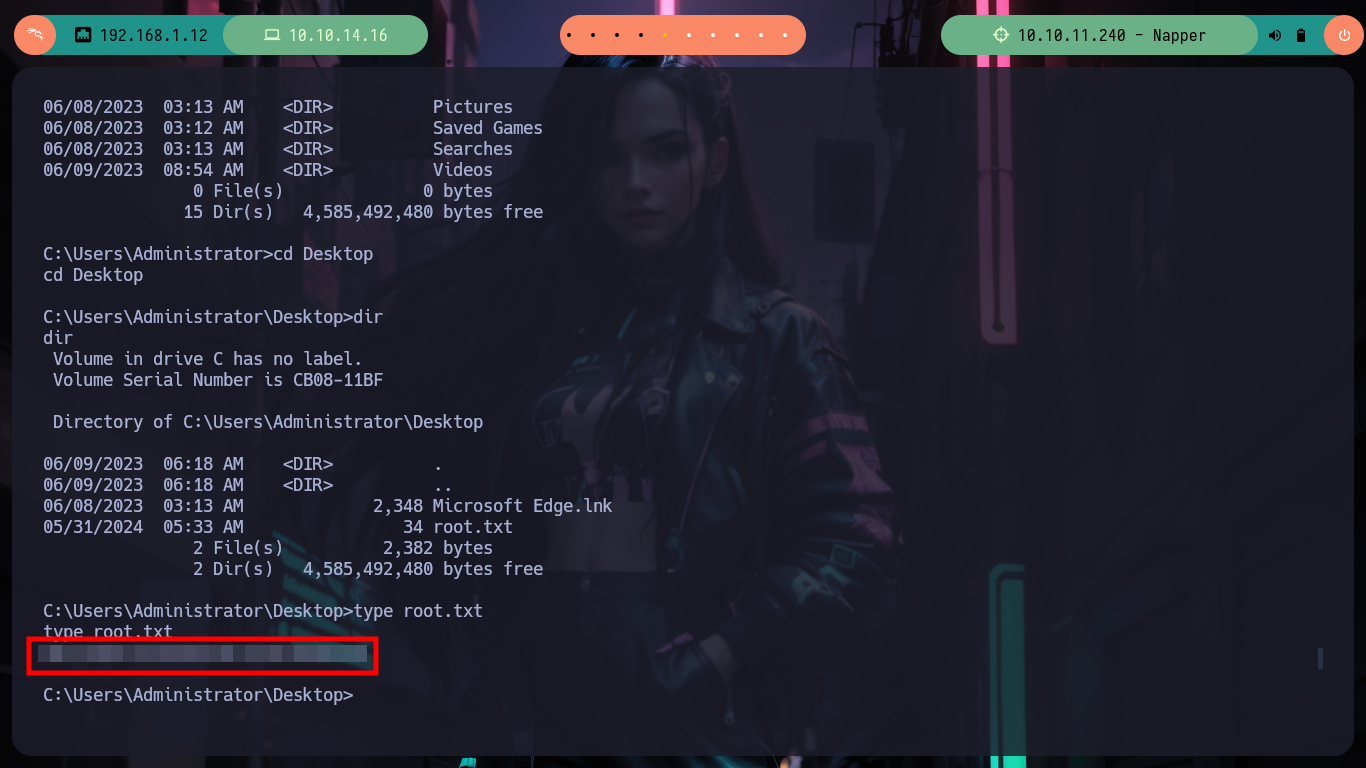 192.168.1.12
10.10.14.16
10.10.11.240 - Napper
06/08/2023  03:13 AM    <DIR>          Pictures
06/08/2023  03:12 AM    <DIR>          Saved Games
06/08/2023  03:13 AM    <DIR>          Searches
06/09/2023  08:54 AM    <DIR>          Videos
               0 File(s)              0 bytes
              15 Dir(s)   4,585,492,480 bytes free
C:\Users\Administrator>cd Desktop
cd Desktop
C:\Users\Administrator\Desktop>dir
dir
 Volume in drive C has no label.
 Volume Serial Number is CB08-11BF
 Directory of C:\Users\Administrator\Desktop
06/09/2023  06:18 AM    <DIR>          .
06/09/2023  06:18 AM    <DIR>          ..
06/08/2023  03:13 AM             2,348 Microsoft Edge.lnk
05/31/2024  05:33 AM                34 root.txt
               2 File(s)          2,382 bytes
               2 Dir(s)   4,585,492,480 bytes free
C:\Users\Administrator\Desktop>type root.txt
type root.txt
C:\Users\Administrator\Desktop>